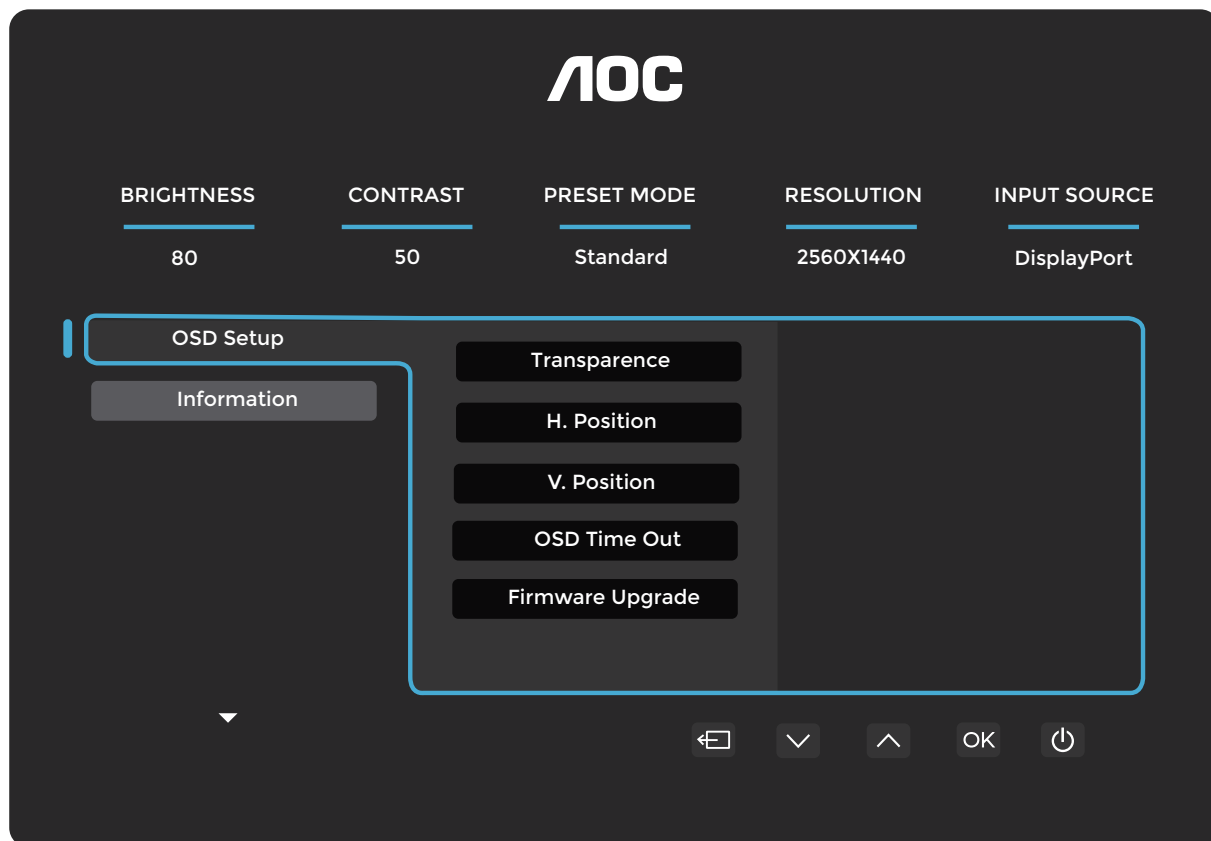 AOC
BRIGHTNESS CONTRAST PRESET MODE RESOLUTION INPUT SOURCE
80 50 Standard 2560X1440 DisplayPort
OSD Setup
Transparence
Information
H. Position
V. Position
OSD Time Out
Firmware Upgrade
OK